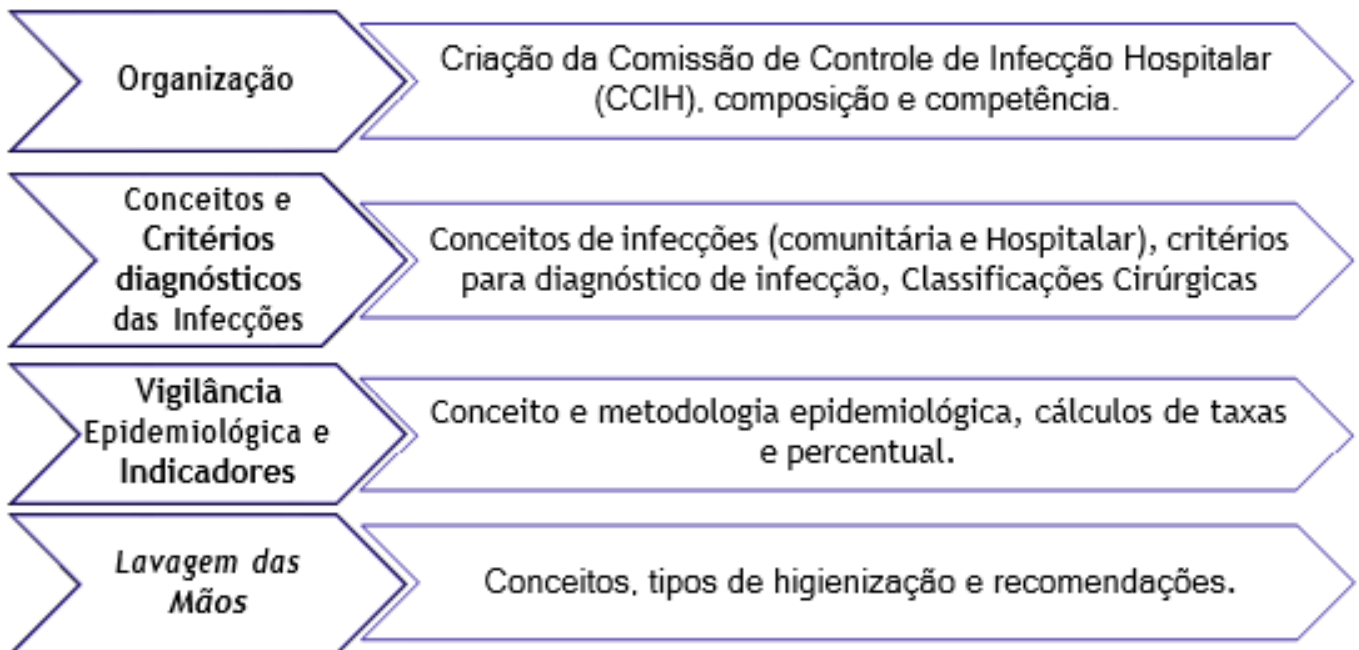 Organização
Criação da Comissão de Controle de Infecção Hospitalar
(CCIH), composição e competência.
Conceitos e
Critérios
diagnósticos
das Infecções
Conceitos de infecções (comunitária e Hospitalar), critérios
para diagnóstico de infecção, Classificações Cirúrgicas
Vigilância
Epidemiológica e
Indicadores
Conceito e metodologia epidemiológica, cálculos de taxas
e percentual.
Lavagem das
Mãos
Conceitos, tipos de higienização e recomendações.